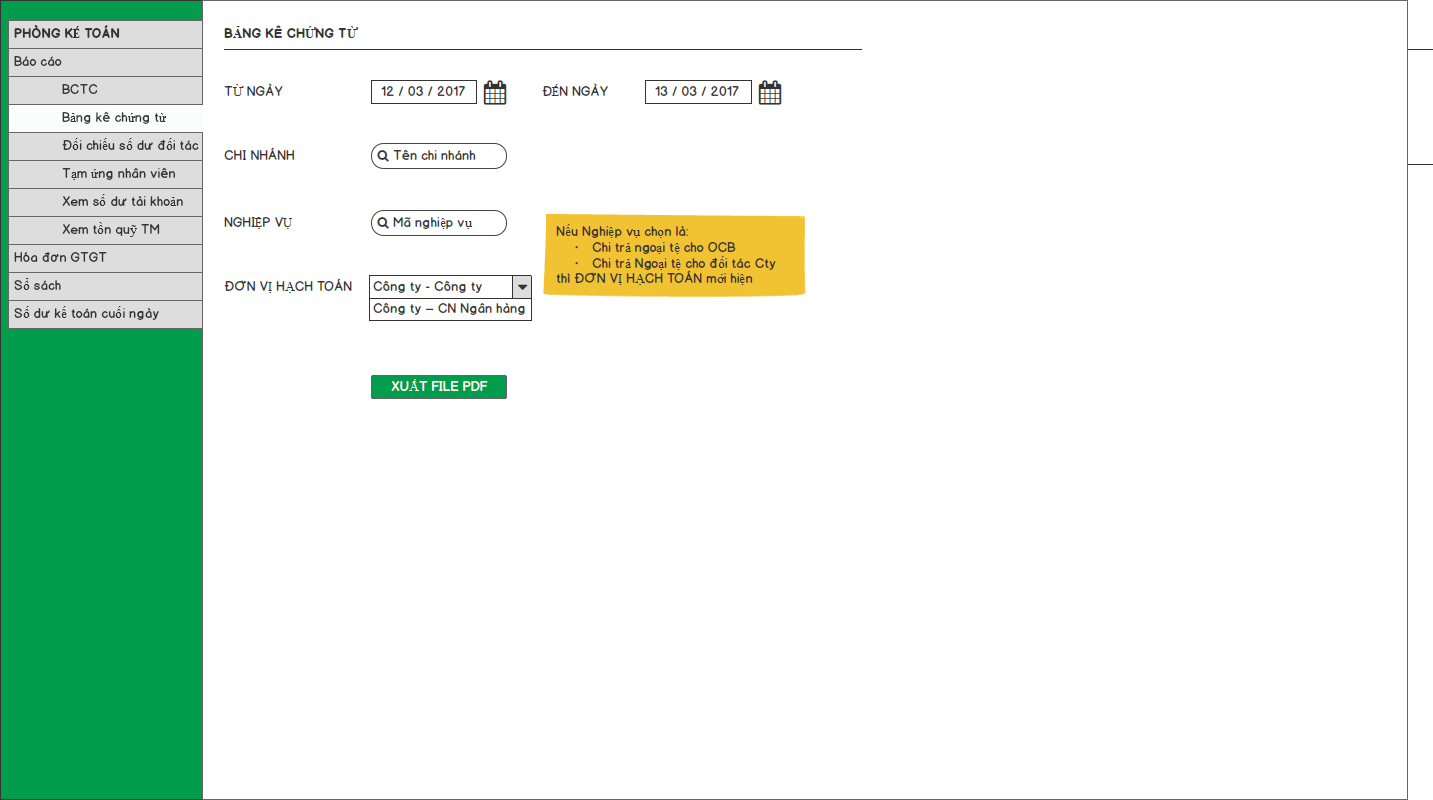 PHÒNG KẾ TOÁN
Báo cáo
BCTC
Bảng kê chứng từ
Đối chiếu số dư đối tác
Tạm ứng nhân viên
Xem số dư tài khoản
Xem tồn quỹ TM
Hóa đơn GTGT
Sổ sách
Số dư kế toán cuối ngày
BẢNG KÊ CHỨNG TỪ
TỪ NGÀY 12 / 03 / 2017 ĐẾN NGÀY 13 / 03 / 2017
CHI NHÁNH Tên chi nhánh
NGHIỆP VỤ Mã nghiệp vụ
Nếu Nghiệp vụ chọn là:
• Chi trả ngoại tệ cho OCB
• Chi trả Ngoại tệ cho đối tác Cty
thì ĐƠN VỊ HẠCH TOÁN mới hiện
ĐƠN VỊ HẠCH TOÁN Công ty - Công ty
Công ty – CN Ngân hàng
XUẤT FILE PDF